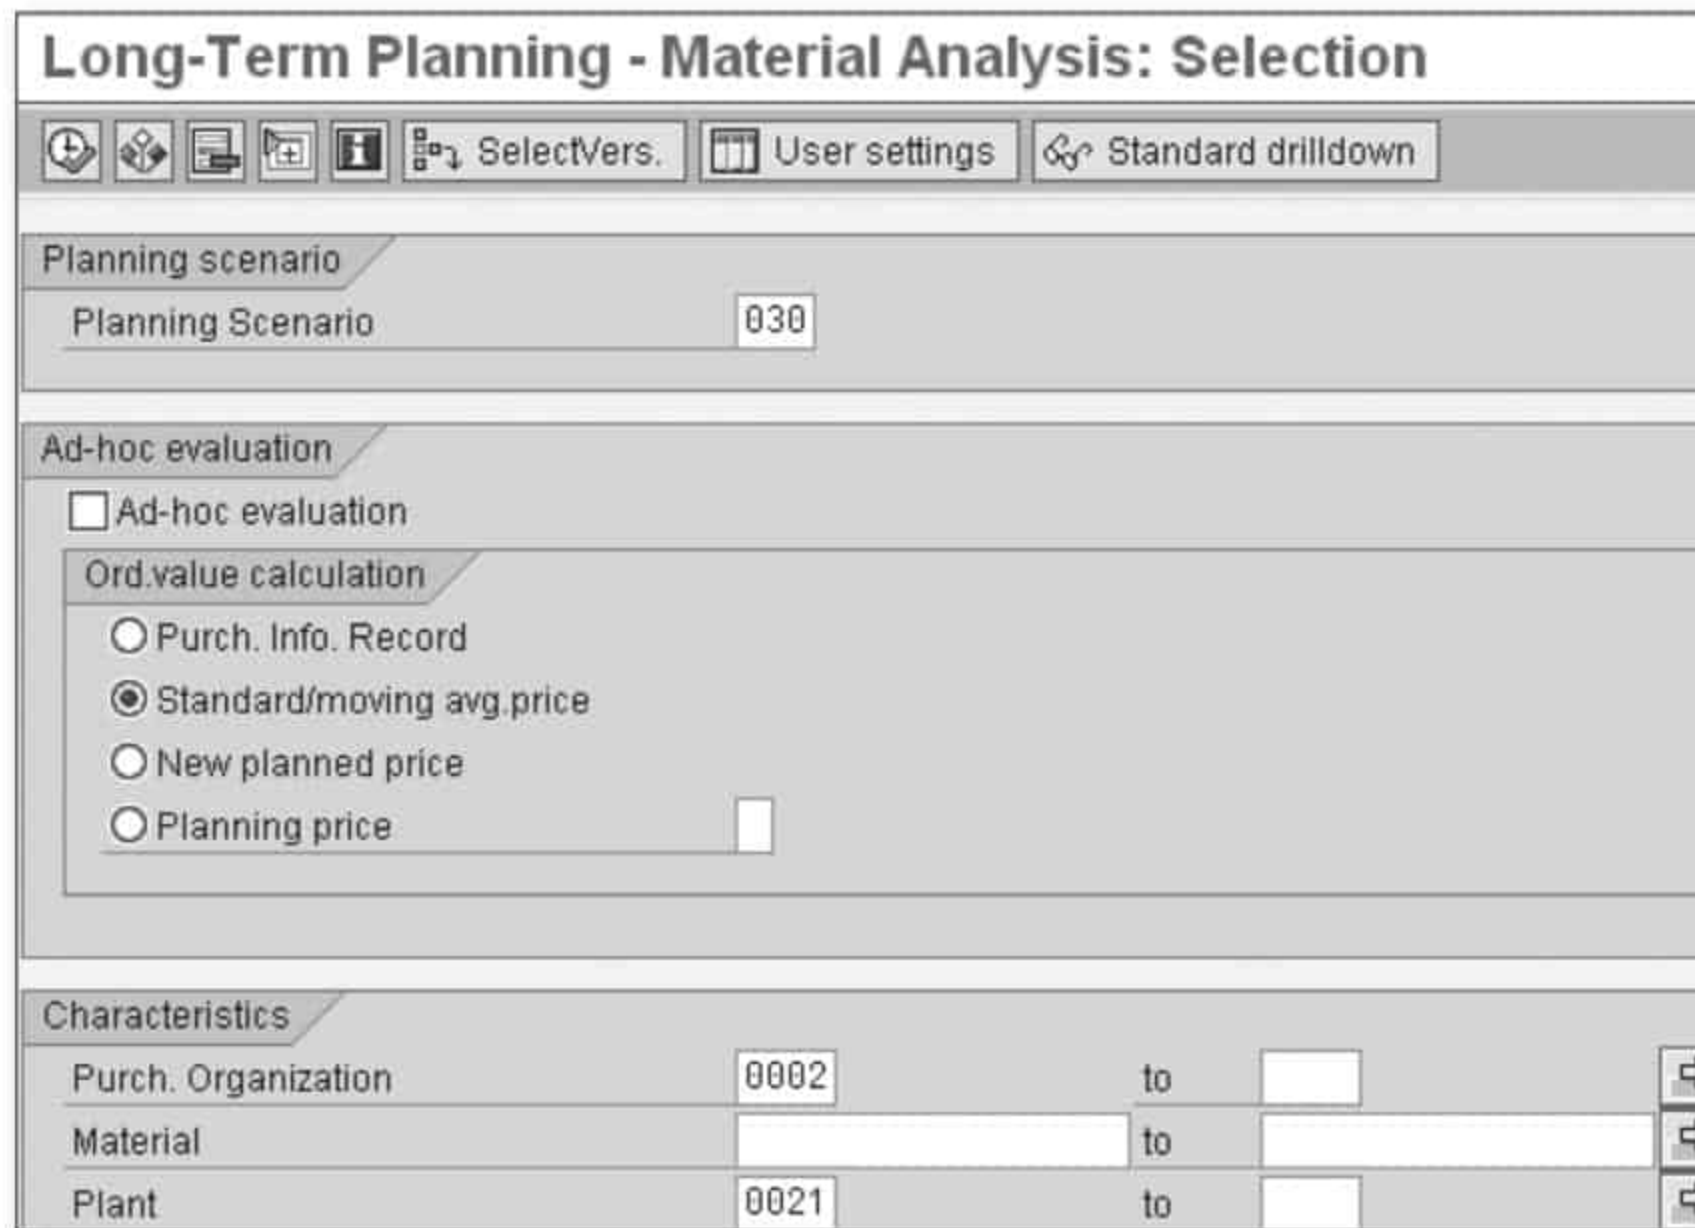 Long-Term Planning - Material Analysis: Selection
SelectVers. User settings Standard drilldown
Planning scenario
Planning Scenario 030
Ad-hoc evaluation
Ad-hoc evaluation
Ord.value calculation
Purch. Info. Record
Standard/moving avg.price
New planned price
Planning price
Characteristics
Purch. Organization 0002 to
Material to
Plant 0021 to